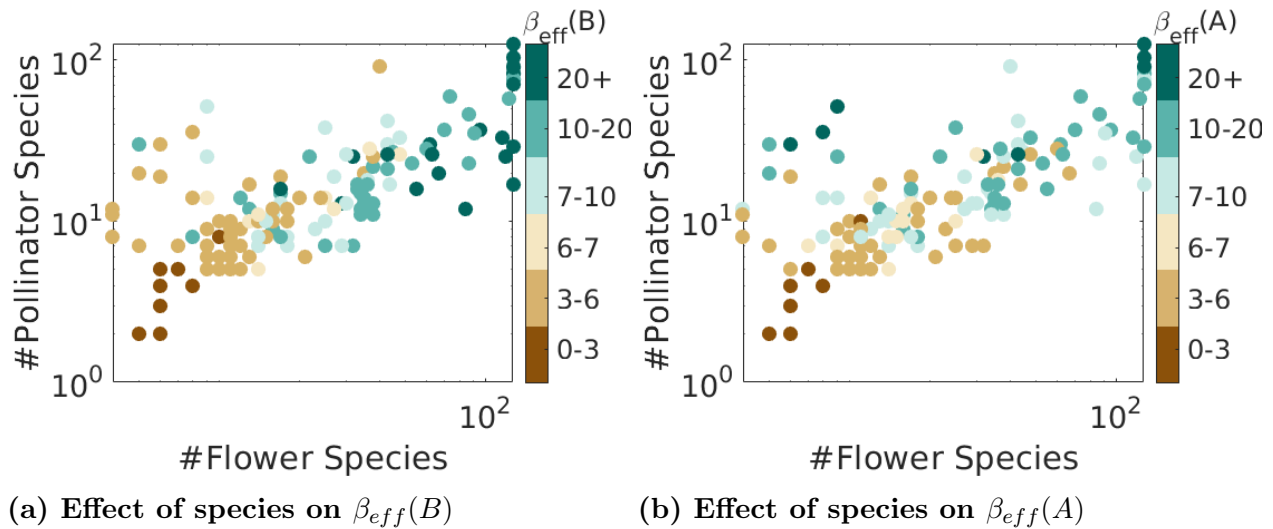 β_eff(B)
10^2
10^1
10^0
#Pollinator Species
20+
10-20
7-10
6-7
3-6
0-3
10^2
#Flower Species
(a) Effect of species on β_eff(B)
β_eff(A)
10^2
10^1
10^0
#Pollinator Species
20+
10-20
7-10
6-7
3-6
0-3
10^2
#Flower Species
(b) Effect of species on β_eff(A)